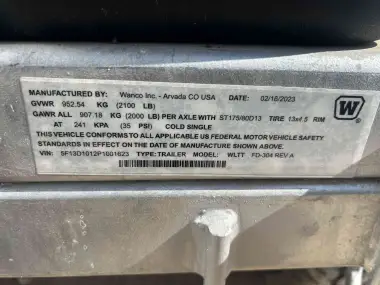 MANUFACTURED BY: Wanco Inc. - Arvada CO USA DATE: 02/16/2023
GVWR 952.54 KG (2100 LB)
GAWR ALL 907.18 KG (2000 LB) PER AXLE WITH ST175/80D13 TIRE 13x4.5 RIM
AT 241 KPA (35 PSI) COLD SINGLE
THIS VEHICLE CONFORMS TO ALL APPLICABLE US FEDERAL MOTOR VEHICLE SAFETY
STANDARDS IN EFFECT ON THE DATE OF MANUFACTURE SHOWN ABOVE.
VIN: 5F13D1012P1001623 TYPE: TRAILER MODEL: WLTT FD-304 REV A
W